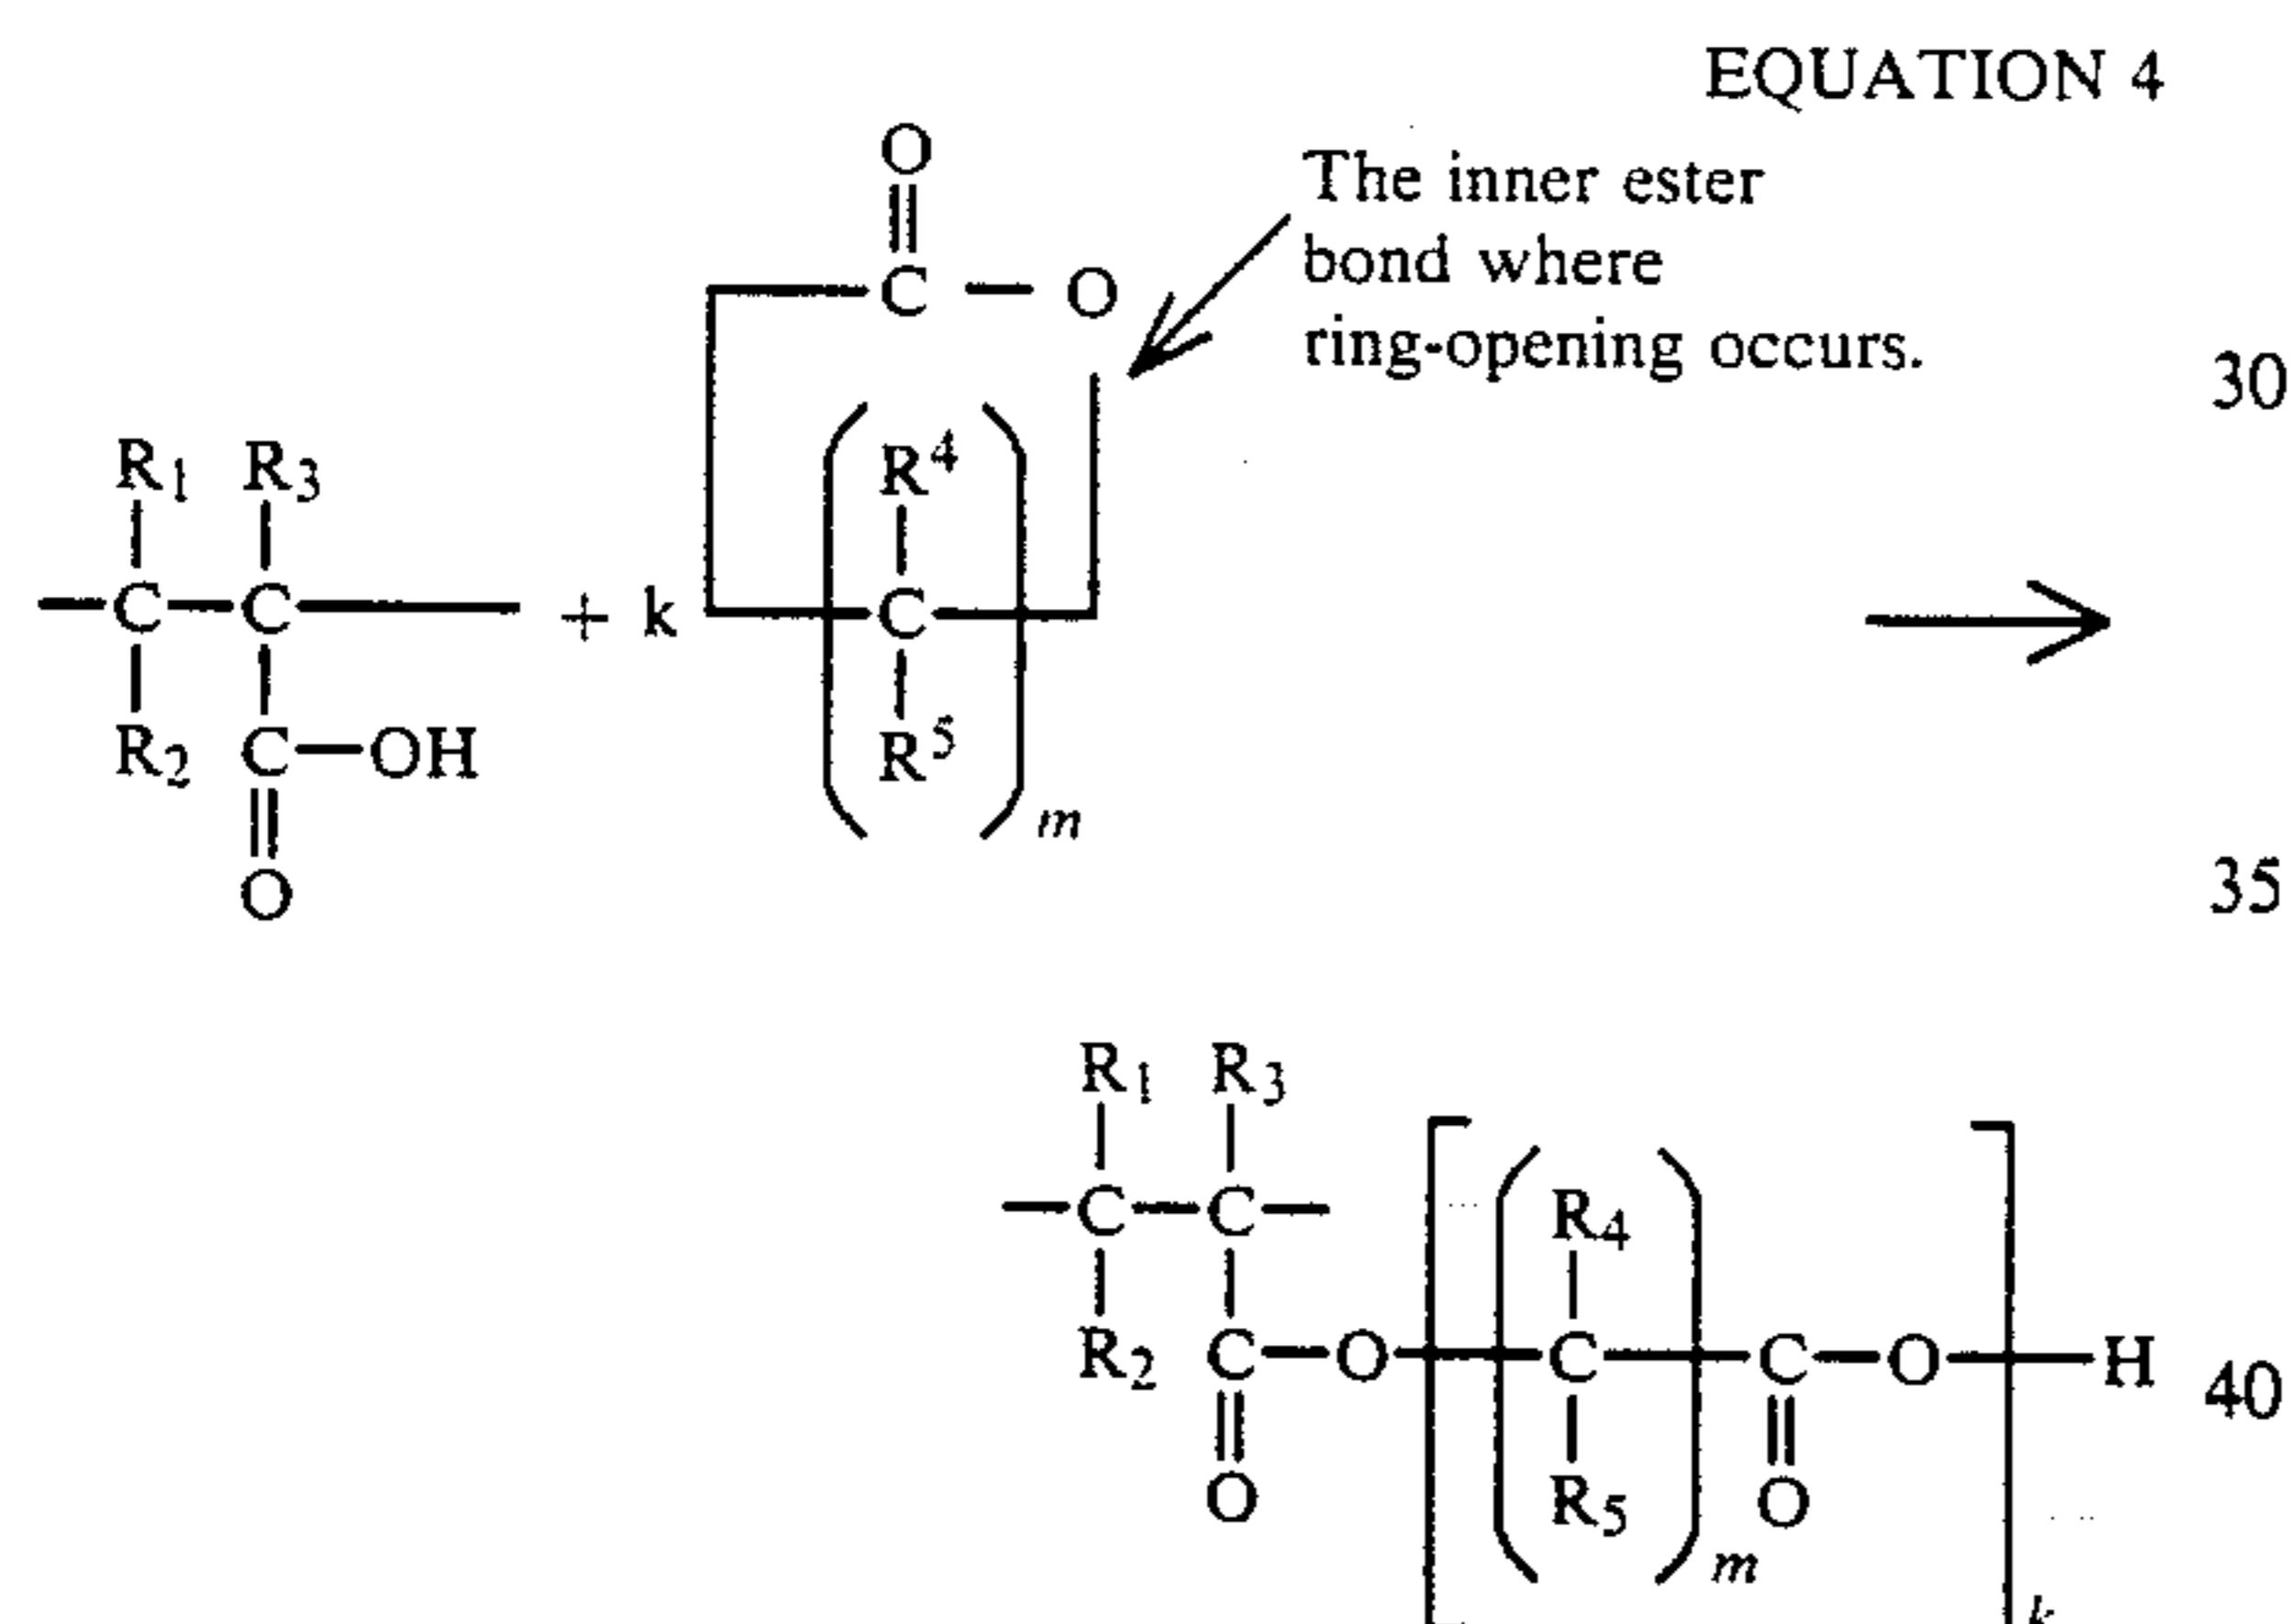 EQUATION 4
O
The inner ester
C — O
bond where
ring-opening occurs.
30
R4
R1 R3
—C—C— + k C
R2 C—OH R5
m
O
35
R1 R3
—C—C— R4
R2 C—O C C—O H 40
O R5 O
m
k